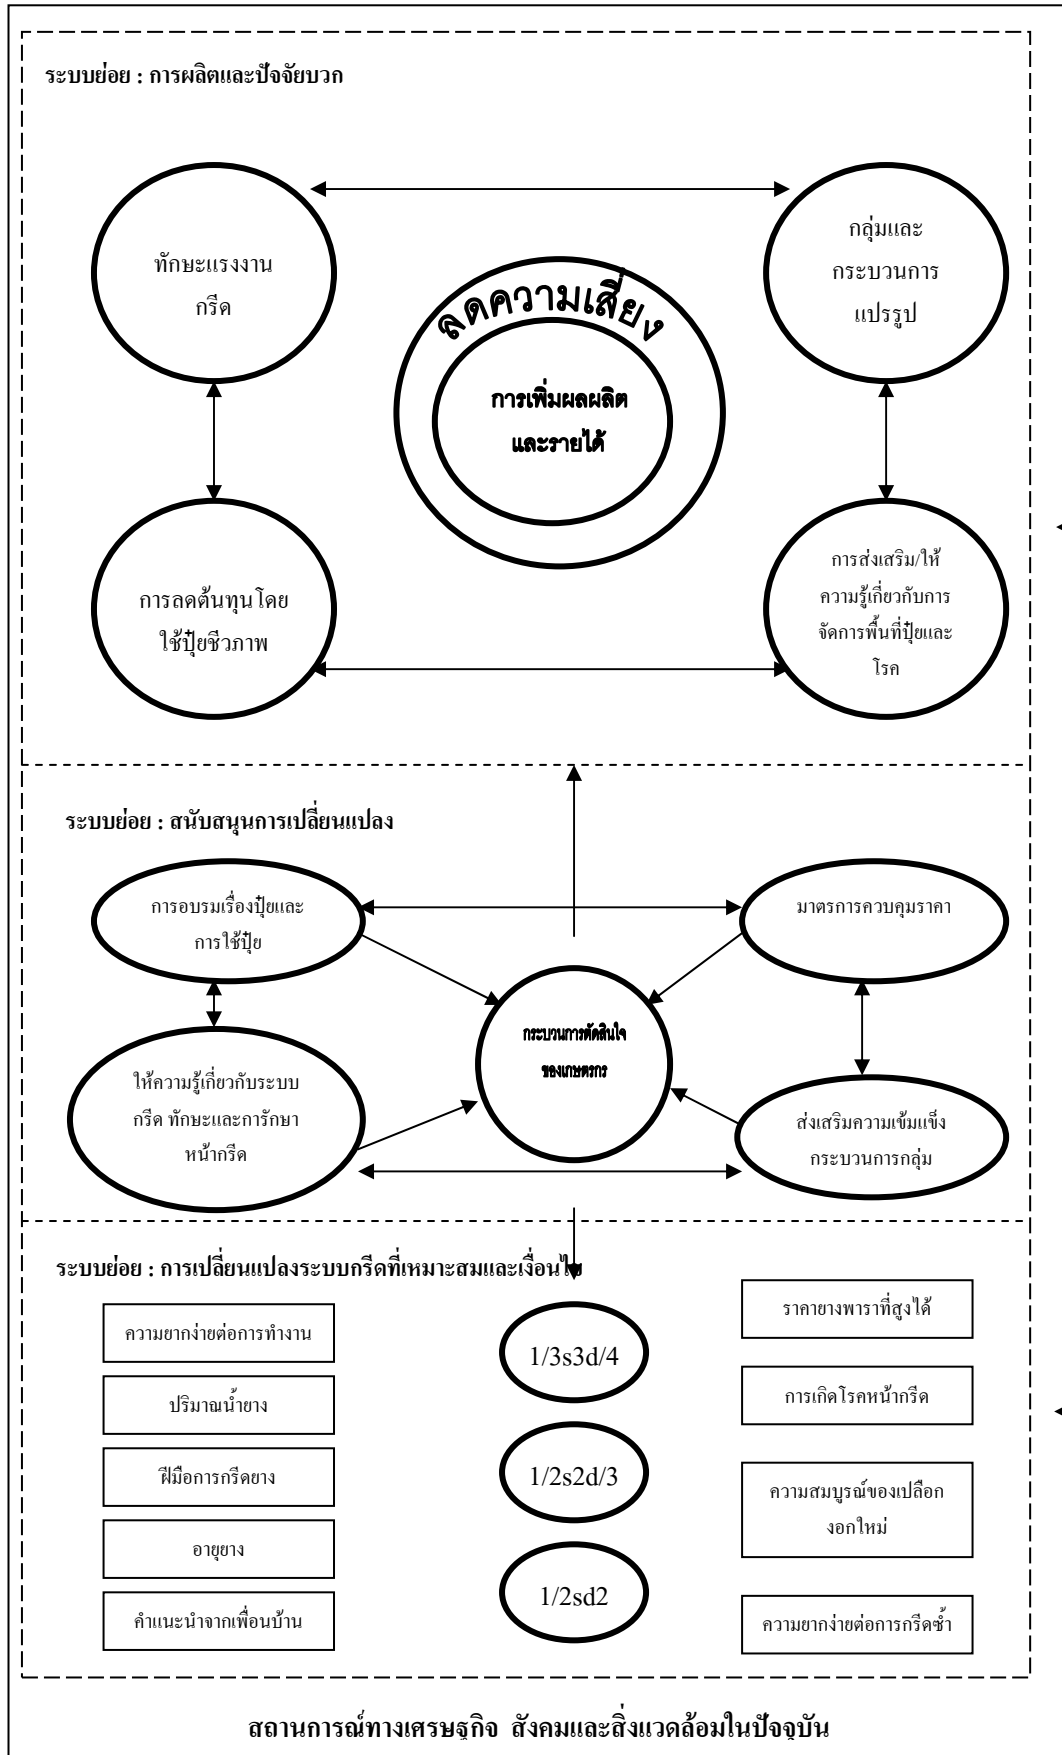 ระบบย่อย : การผลิตและปัจจัยบวก
ทักษะแรงงาน
กรีด
กลุ่มและ
กระบวนการ
แปรรูป
ลดความเสี่ยง
การเพิ่มผลผลิต
และรายได้
การลดต้นทุนโดย
ใช้ปุ๋ยชีวภาพ
การส่งเสริม/ให้
ความรู้เกี่ยวกับการ
จัดการพื้นที่ปุ๋ยและ
โรค
ระบบย่อย : สนับสนุนการเปลี่ยนแปลง
การอบรมเรื่องปุ๋ยและ
การใช้ปุ๋ย
มาตรการควบคุมราคา
กระบวนการตัดสินใจ
ของเกษตรกร
ให้ความรู้เกี่ยวกับระบบ
กรีด ทักษะและการักษา
หน้ากรีด
ส่งเสริมความเข้มแข็ง
กระบวนการกลุ่ม
ระบบย่อย : การเปลี่ยนแปลงระบบกรีดที่เหมาะสมและเงื่อนไข
ความยากง่ายต่อการทำงาน
ปริมาณน้ำยาง
ฝีมือการกรีดยาง
อายุยาง
คำแนะนำจากเพื่อนบ้าน
1/3s3d/4
1/2s2d/3
1/2sd2
ราคายางพาราที่สูงได้
การเกิดโรคหน้ากรีด
ความสมบูรณ์ของเปลือก
งอกใหม่
ความยากง่ายต่อการกรีดซ้ำ
สถานการณ์ทางเศรษฐกิจ สังคมและสิ่งแวดล้อมในปัจจุบัน